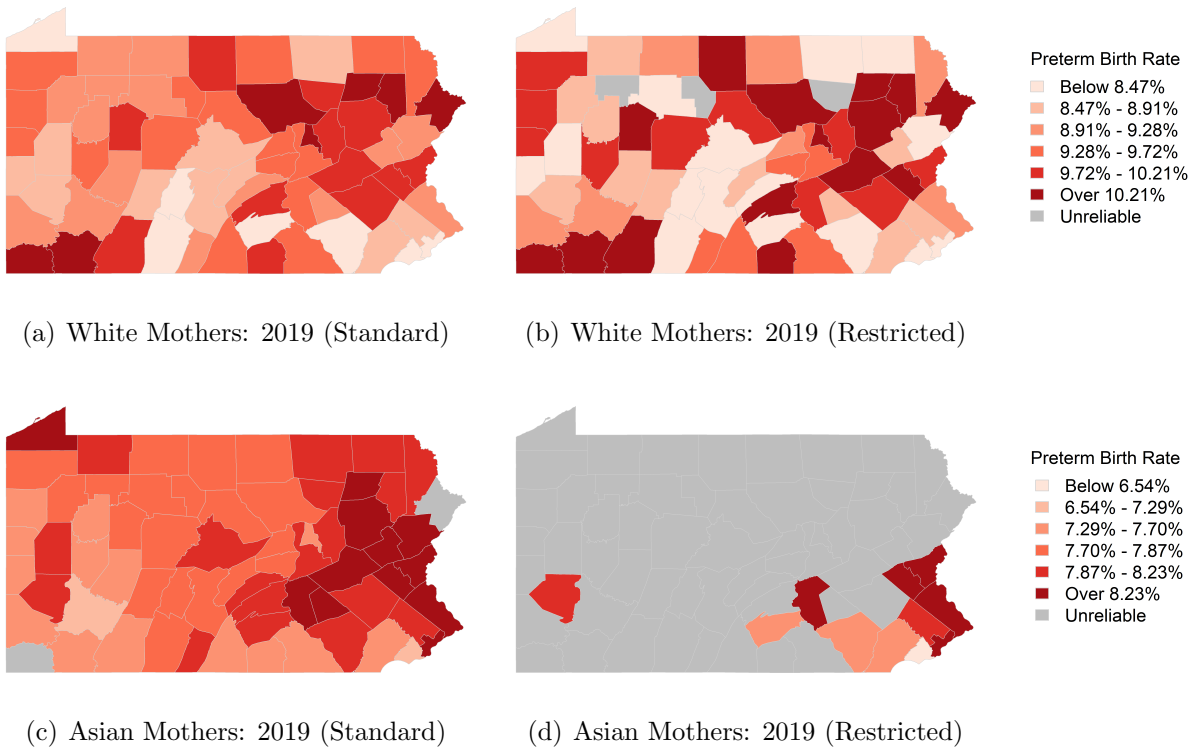 Preterm Birth Rate
Below 8.47%
8.47% - 8.91%
8.91% - 9.28%
9.28% - 9.72%
9.72% - 10.21%
Over 10.21%
Unreliable
(a) White Mothers: 2019 (Standard)
(b) White Mothers: 2019 (Restricted)
Preterm Birth Rate
Below 6.54%
6.54% - 7.29%
7.29% - 7.70%
7.70% - 7.87%
7.87% - 8.23%
Over 8.23%
Unreliable
(c) Asian Mothers: 2019 (Standard)
(d) Asian Mothers: 2019 (Restricted)